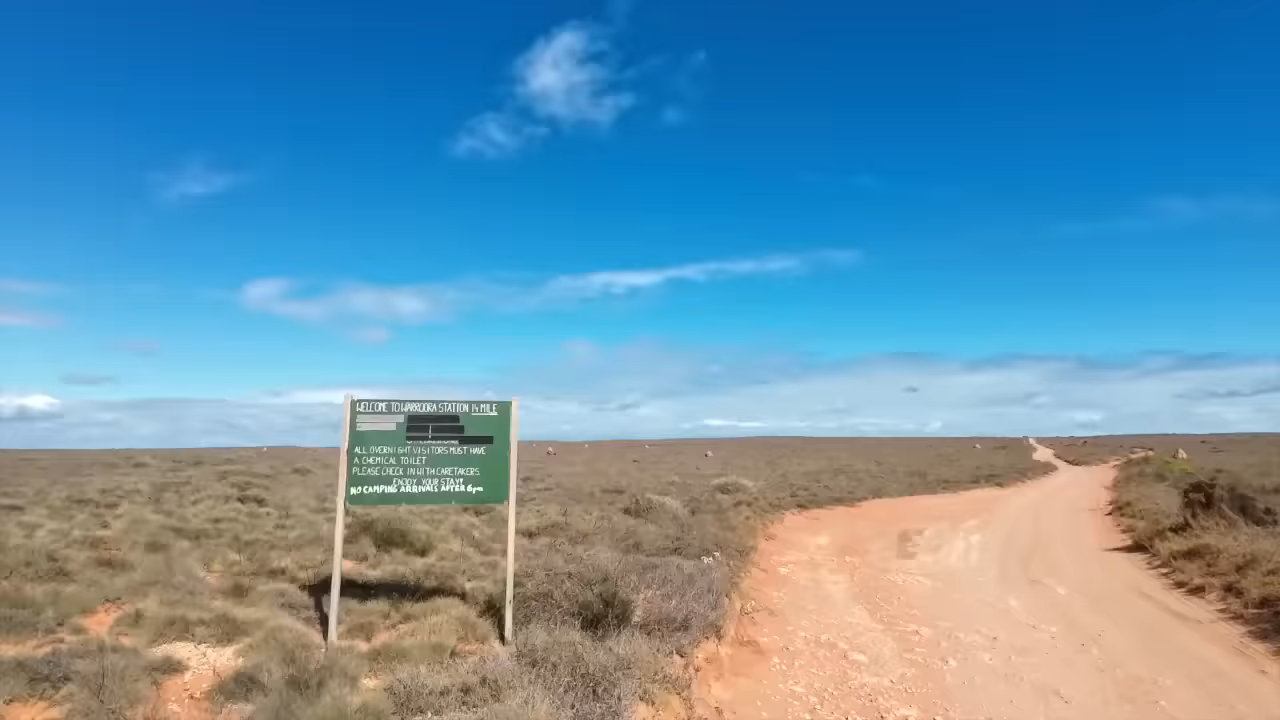 WELCOME TO WARROORA STATION 14 MILE
ALL OVERNIGHT VISITORS MUST HAVE
A CHEMICAL TOILET
PLEASE CHECK IN WITH CARETAKERS.
ENJOY YOUR STAY!
NO CAMPING ARRIVALS AFTER 6pm